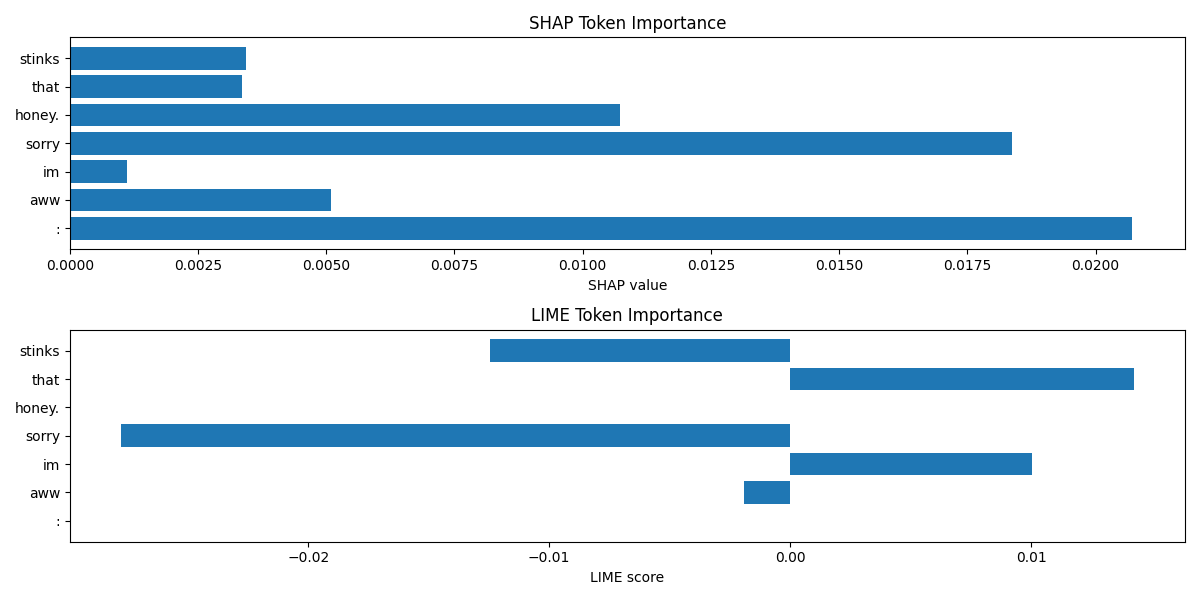 SHAP Token Importance
stinks
that
honey.
sorry
im
aww
:
0.0000 0.0025 0.0050 0.0075 0.0100 0.0125 0.0150 0.0175 0.0200
SHAP value
LIME Token Importance
stinks
that
honey.
sorry
im
aww
:
−0.02 −0.01 0.00 0.01
LIME score